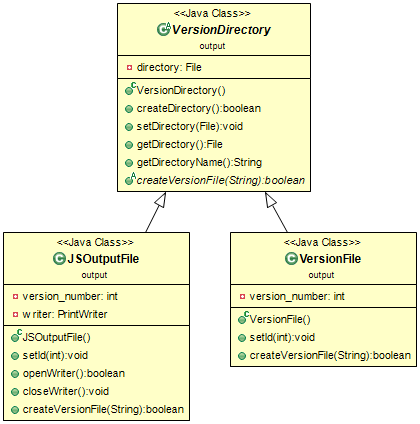 <<Java Class>>
VersionDirectory
output
directory: File
VersionDirectory()
createDirectory():boolean
setDirectory(File):void
getDirectory():File
getDirectoryName():String
createVersionFile(String):boolean
<<Java Class>>
JSOutputFile
output
version_number: int
writer: PrintWriter
JSOutputFile()
setId(int):void
openWriter():boolean
closeWriter():void
createVersionFile(String):boolean
<<Java Class>>
VersionFile
output
version_number: int
VersionFile()
setId(int):void
createVersionFile(String):boolean